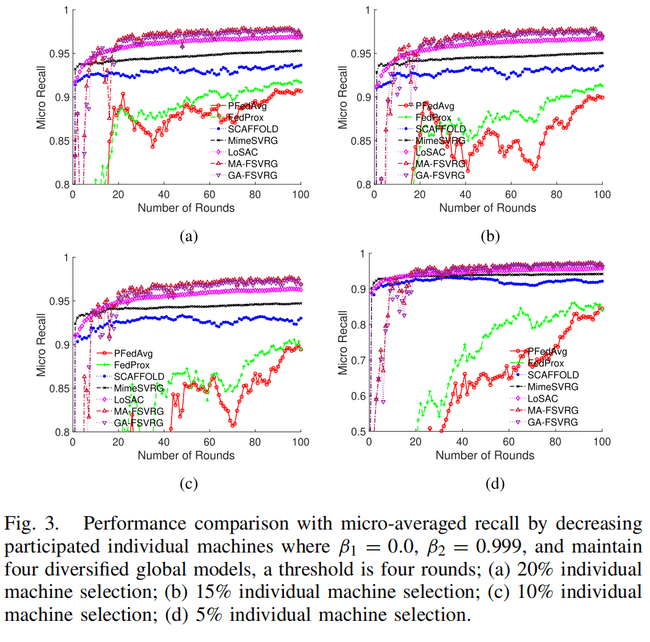 1
0.95
0.9
0.85
0.8
Micro Recall
PFedAvg
FedProx
SCAFFOLD
MimeSVRG
LoSAC
MA-FSVRG
GA-FSVRG
0 20 40 60 80 100
Number of Rounds
(a)
1
0.95
0.9
0.85
0.8
Micro Recall
PFedAvg
FedProx
SCAFFOLD
MimeSVRG
LoSAC
MA-FSVRG
GA-FSVRG
0 20 40 60 80 100
Number of Rounds
(b)
1
0.95
0.9
0.85
0.8
Micro Recall
PFedAvg
FedProx
SCAFFOLD
MimeSVRG
LoSAC
MA-FSVRG
GA-FSVRG
0 20 40 60 80 100
Number of Rounds
(c)
1
0.9
0.8
0.7
0.6
0.5
Micro Recall
PFedAvg
FedProx
SCAFFOLD
MimeSVRG
LoSAC
MA-FSVRG
GA-FSVRG
0 20 40 60 80 100
Number of Rounds
(d)
Fig. 3. Performance comparison with micro-averaged recall by decreasing
participated individual machines where β₁ = 0.0, β₂ = 0.999, and maintain
four diversified global models, a threshold is four rounds; (a) 20% individual
machine selection; (b) 15% individual machine selection; (c) 10% individual
machine selection; (d) 5% individual machine selection.